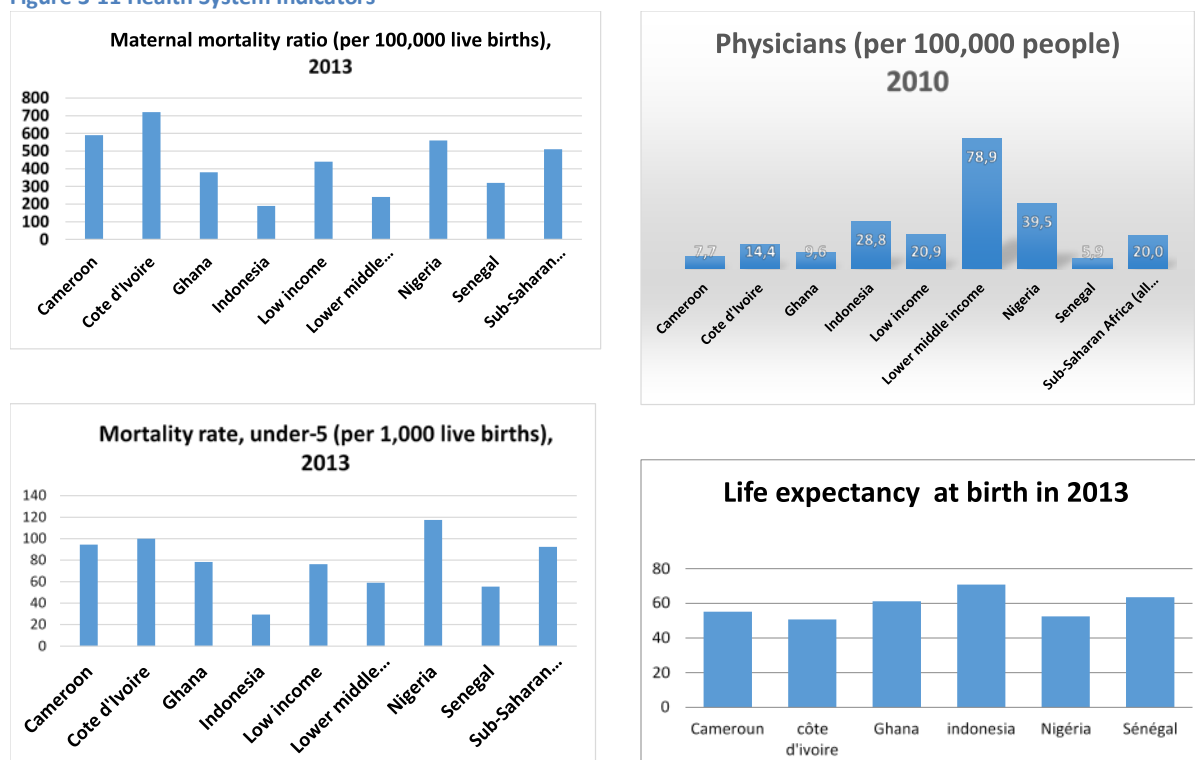 Figure 3-11 Health System Indicators
Maternal mortality ratio (per 100,000 live births),
2013
800
700
600
500
400
300
200
100
0
Cameroon
Cote d'Ivoire
Ghana
Indonesia
Low income
Lower middle...
Nigeria
Senegal
Sub-Saharan...
Physicians (per 100,000 people)
2010
7,7
14,4
9,6
28,8
20,9
78,9
39,5
5,9
20,0
Cameroon
Cote d'Ivoire
Ghana
Indonesia
Low income
Lower middle income
Nigeria
Senegal
Sub-Saharan Africa (all...
Mortality rate, under-5 (per 1,000 live births),
2013
140
120
100
80
60
40
20
0
Cameroon
Cote d'Ivoire
Ghana
Indonesia
Low income
Lower middle...
Nigeria
Senegal
Sub-Saharan...
Life expectancy at birth in 2013
80
60
40
20
0
Cameroun
côte
d'ivoire
Ghana
indonesia
Nigéria
Sénégal